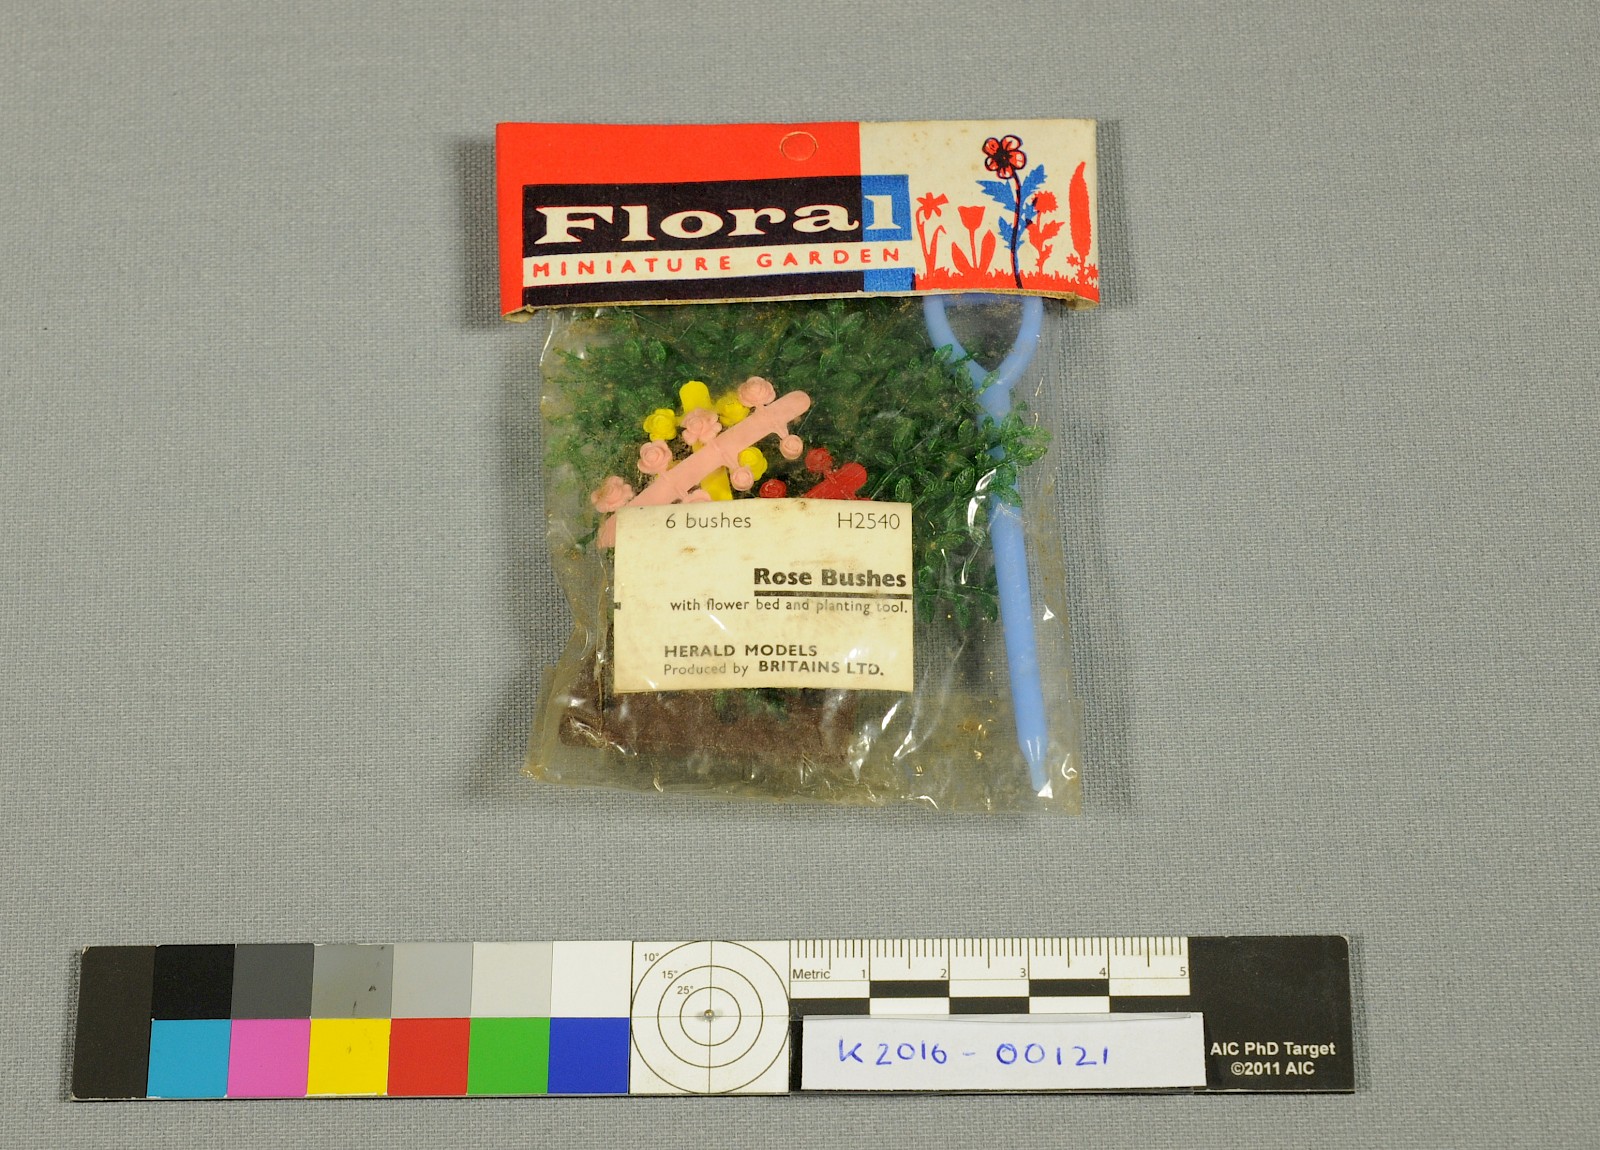 Floral
MINIATURE GARDEN
6 bushes H2540
Rose Bushes
with flower bed and planting tool.
HERALD MODELS
Produced by BRITAINS LTD.
10°
15°
25°
Metric 1 2 3 4 5
K2016-00121
AIC PhD Target
©2011 AIC